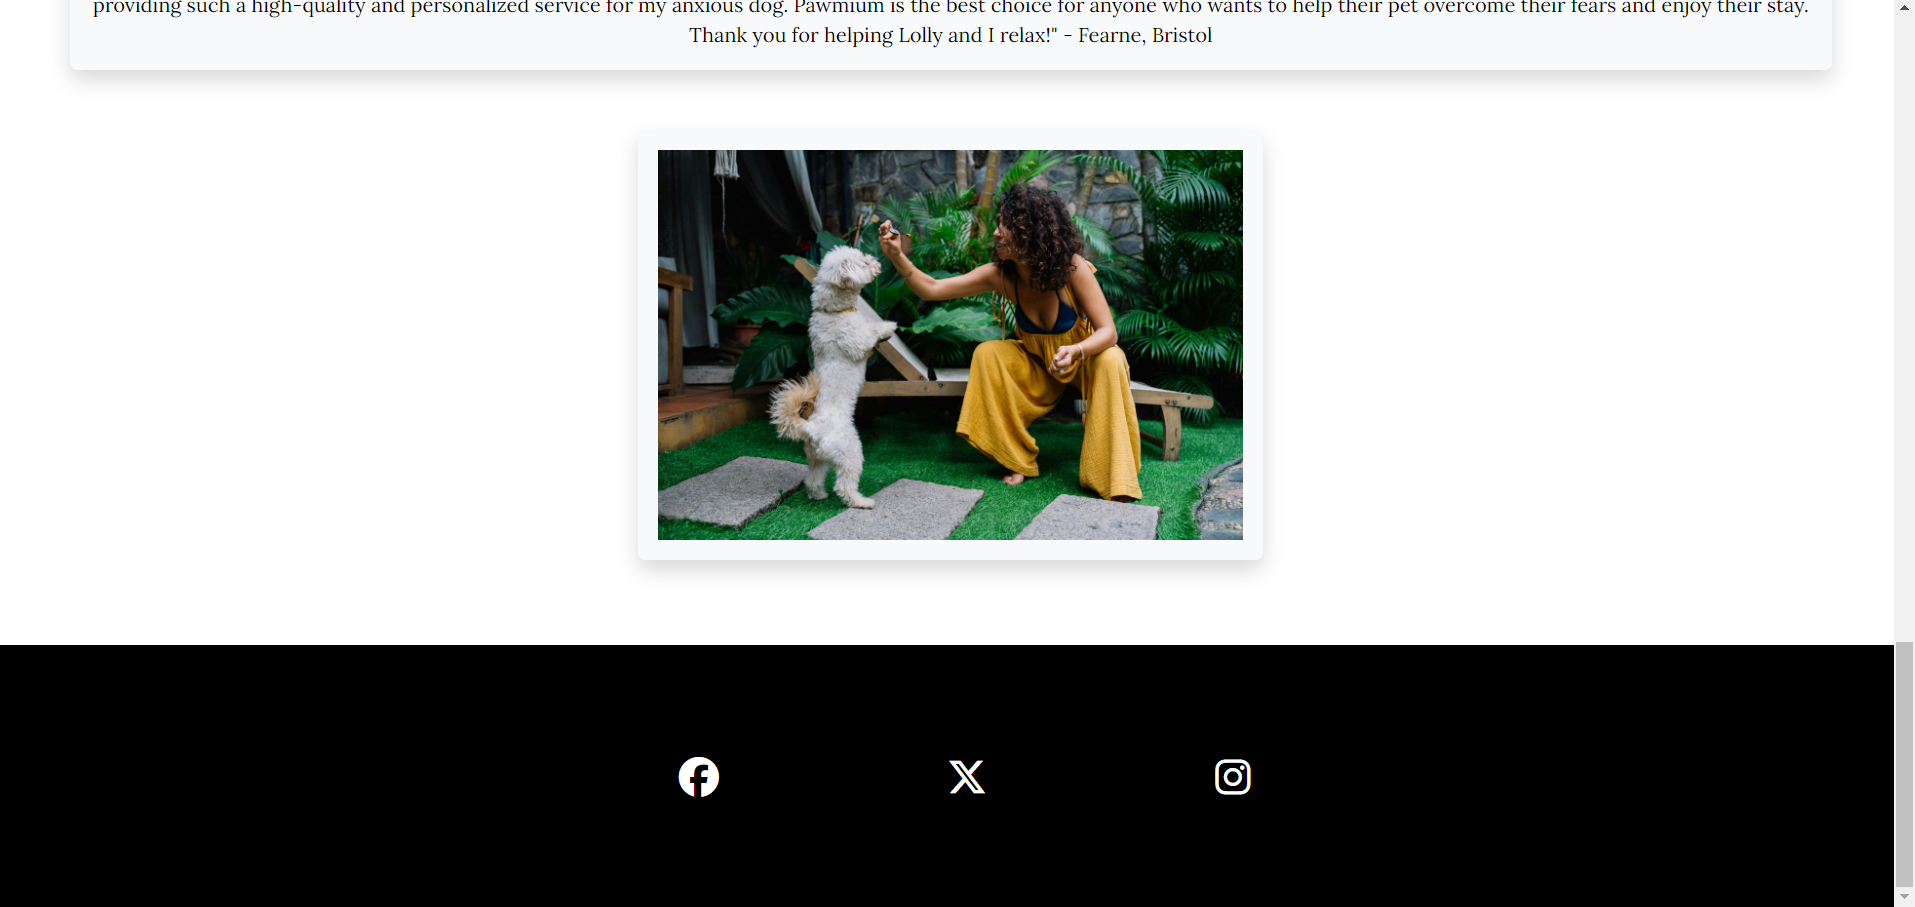 providing such a high-quality and personalized service for my anxious dog. Pawmium is the best choice for anyone who wants to help their pet overcome their fears and enjoy their stay.
Thank you for helping Lolly and I relax!" - Fearne, Bristol